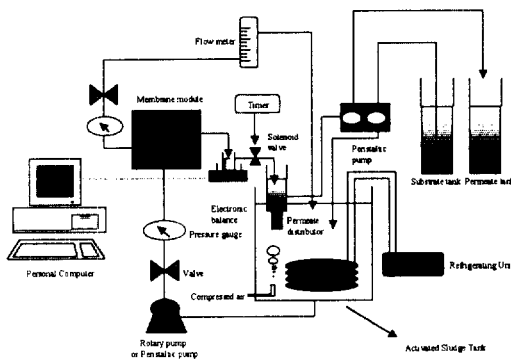 Flow meter
Membrane module
Timer
Solenoid
valve
Peristaltic
pump
Substrate tank
Permeate tank
Electronic
balance
Permeate
distributor
Pressure gauge
Personal Computer
Valve
Compressed air
Refrigerating Unit
Rotary pump
or Peristaltic pump
Activated Sludge Tank